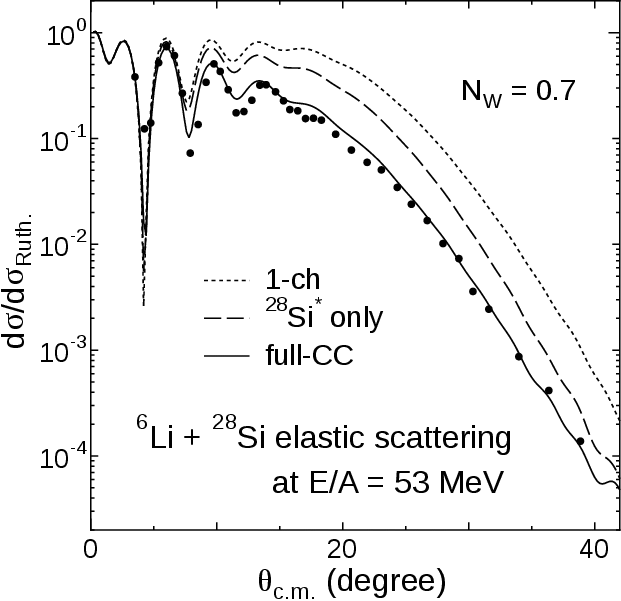 10⁰
N_W = 0.7
10⁻¹
10⁻²
dσ/dσ_Ruth.
1-ch
²⁸Si* only
full-CC
10⁻³
⁶Li + ²⁸Si elastic scattering
10⁻⁴
at E/A = 53 MeV
0 20 40
θ_c.m. (degree)